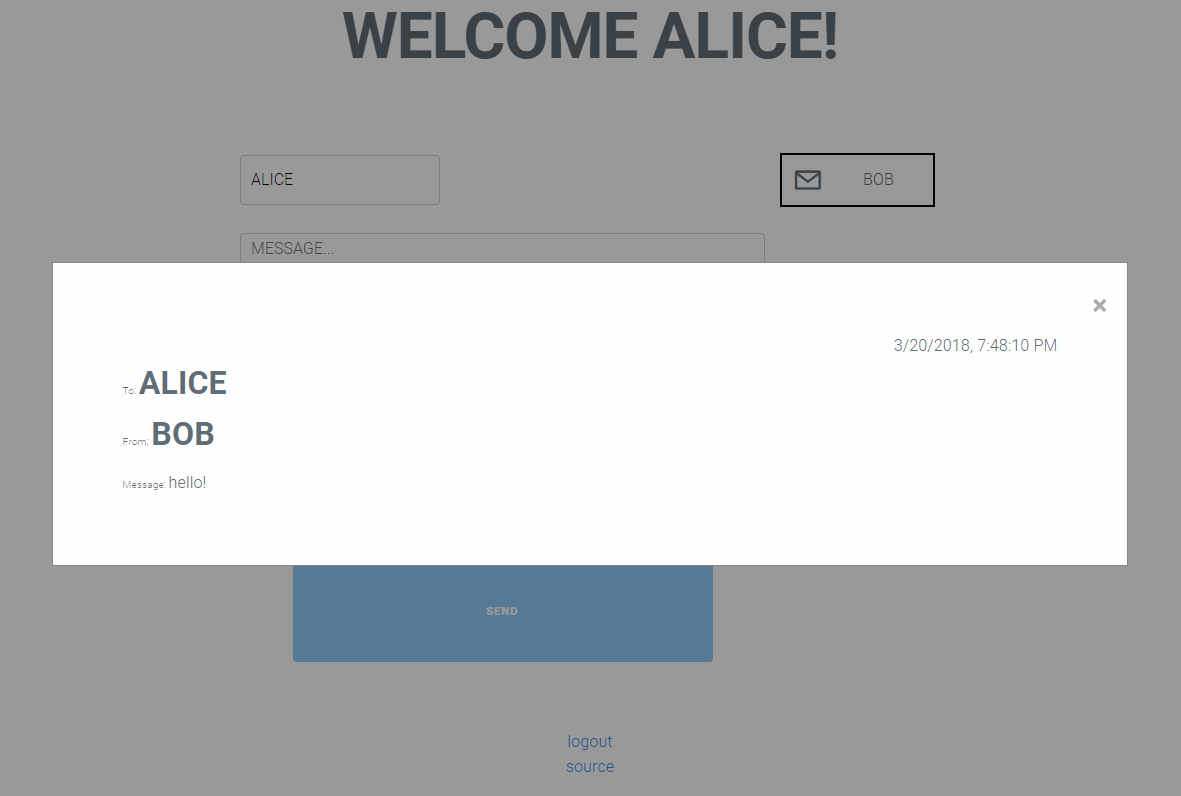 WELCOME ALICE!
ALICE
BOB
MESSAGE...
×
3/20/2018, 7:48:10 PM
To: ALICE
From: BOB
Message: hello!
SEND
logout
source